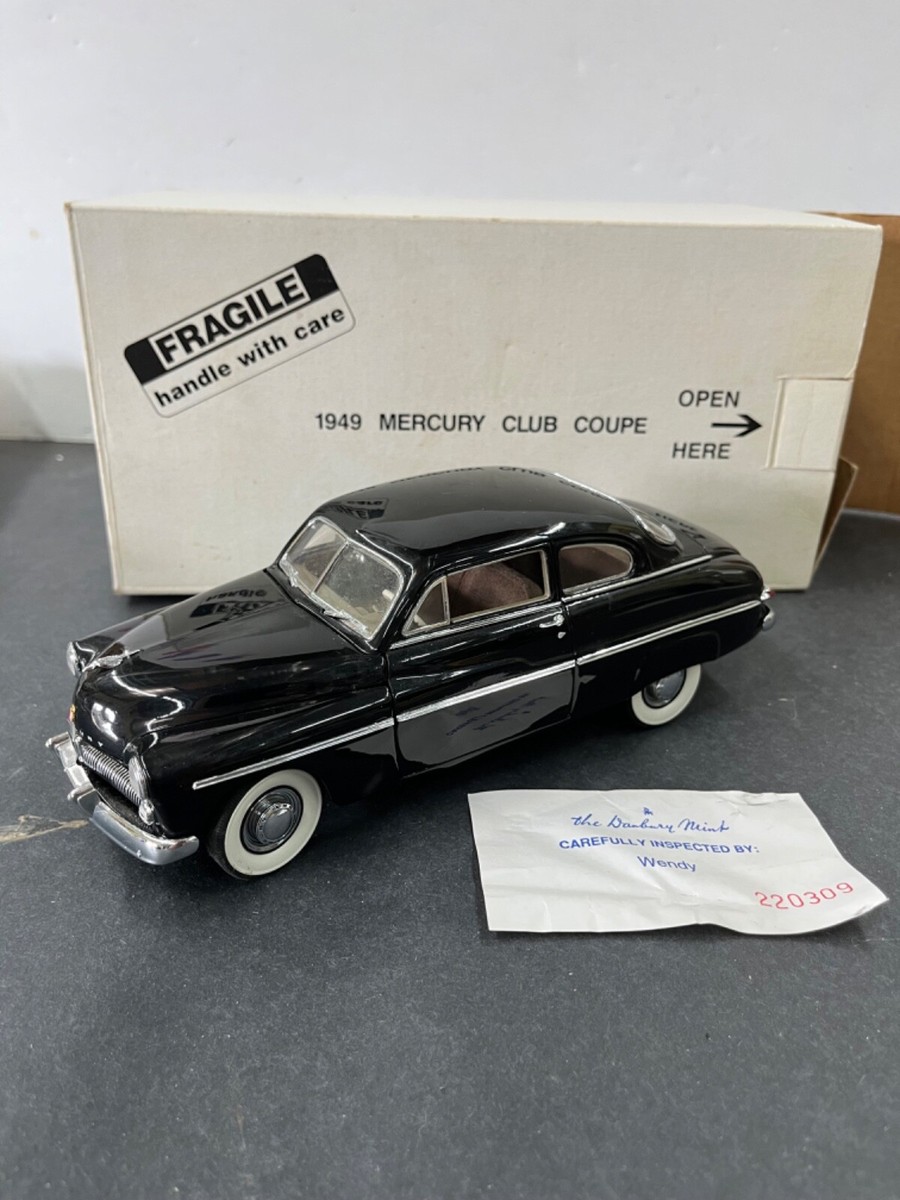 FRAGILE
handle with care
1949 MERCURY CLUB COUPE
OPEN
HERE
the Danbury Mint
CAREFULLY INSPECTED BY:
Wendy
220309